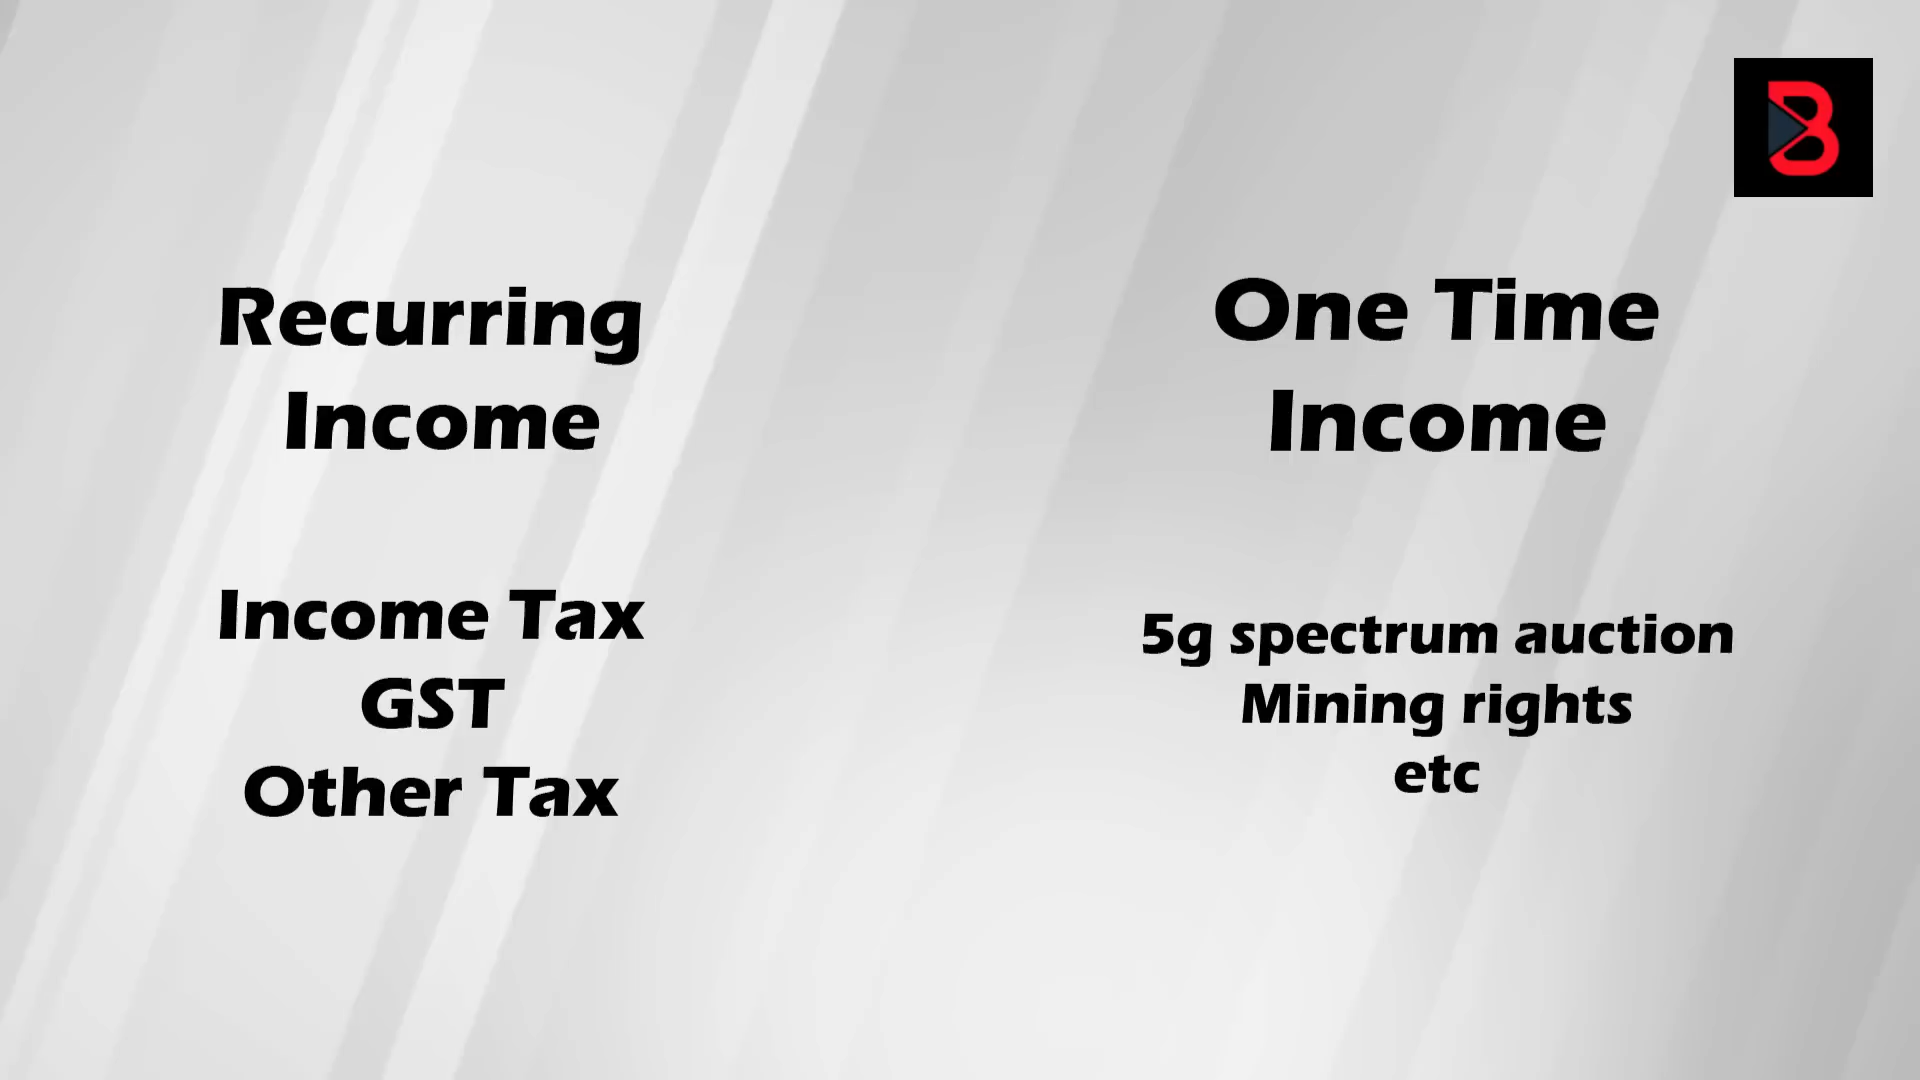 Recurring
Income
Income Tax
GST
Other Tax
One Time
Income
5g spectrum auction
Mining rights
etc